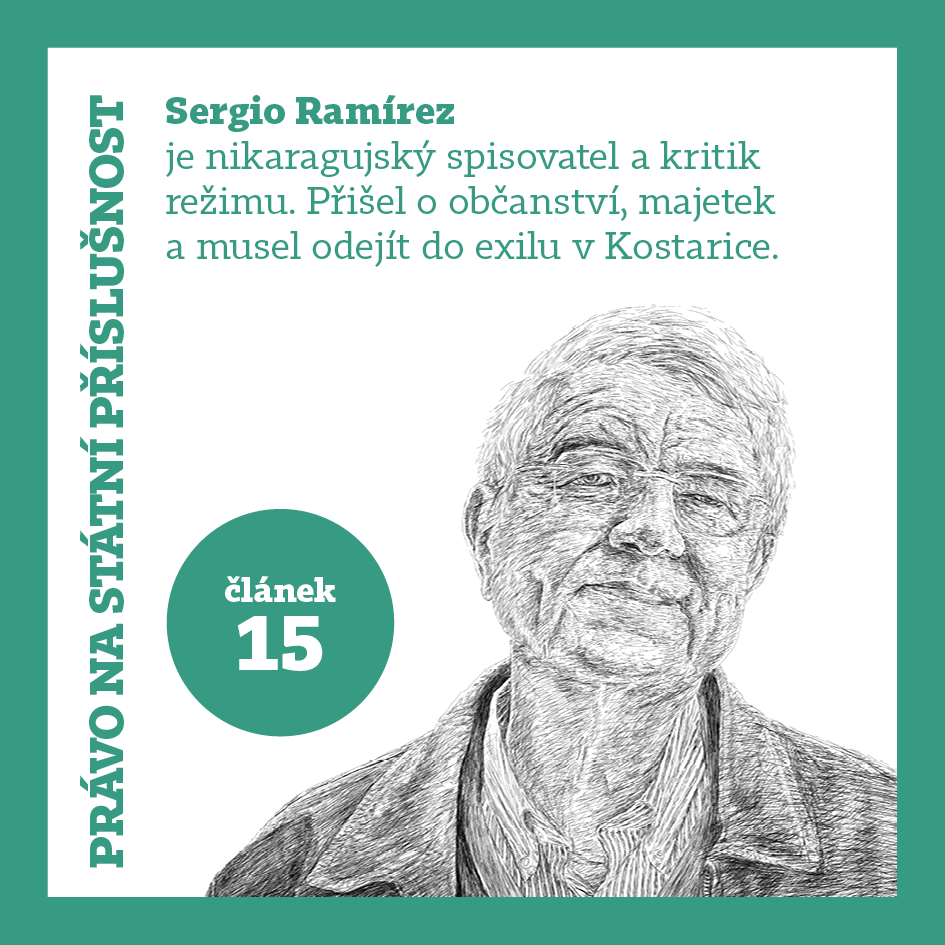 PRÁVO NA STÁTNÍ PŘÍSLUŠNOST
Sergio Ramírez
je nikaragujský spisovatel a kritik
režimu. Přišel o občanství, majetek
a musel odejít do exilu v Kostarice.
článek
15